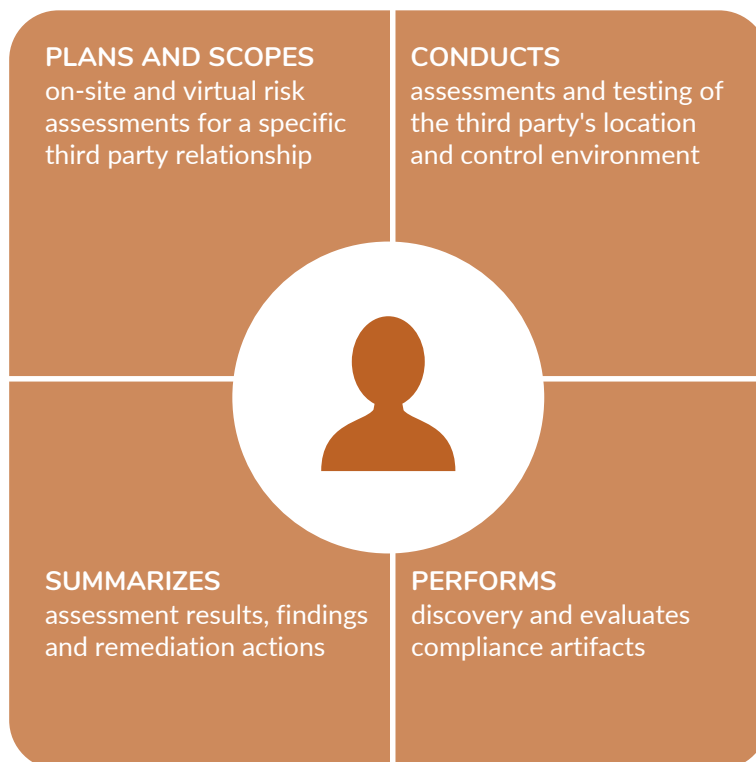 PLANS AND SCOPES
on-site and virtual risk
assessments for a specific
third party relationship
CONDUCTS
assessments and testing of
the third party's location
and control environment
SUMMARIZES
assessment results, findings
and remediation actions
PERFORMS
discovery and evaluates
compliance artifacts